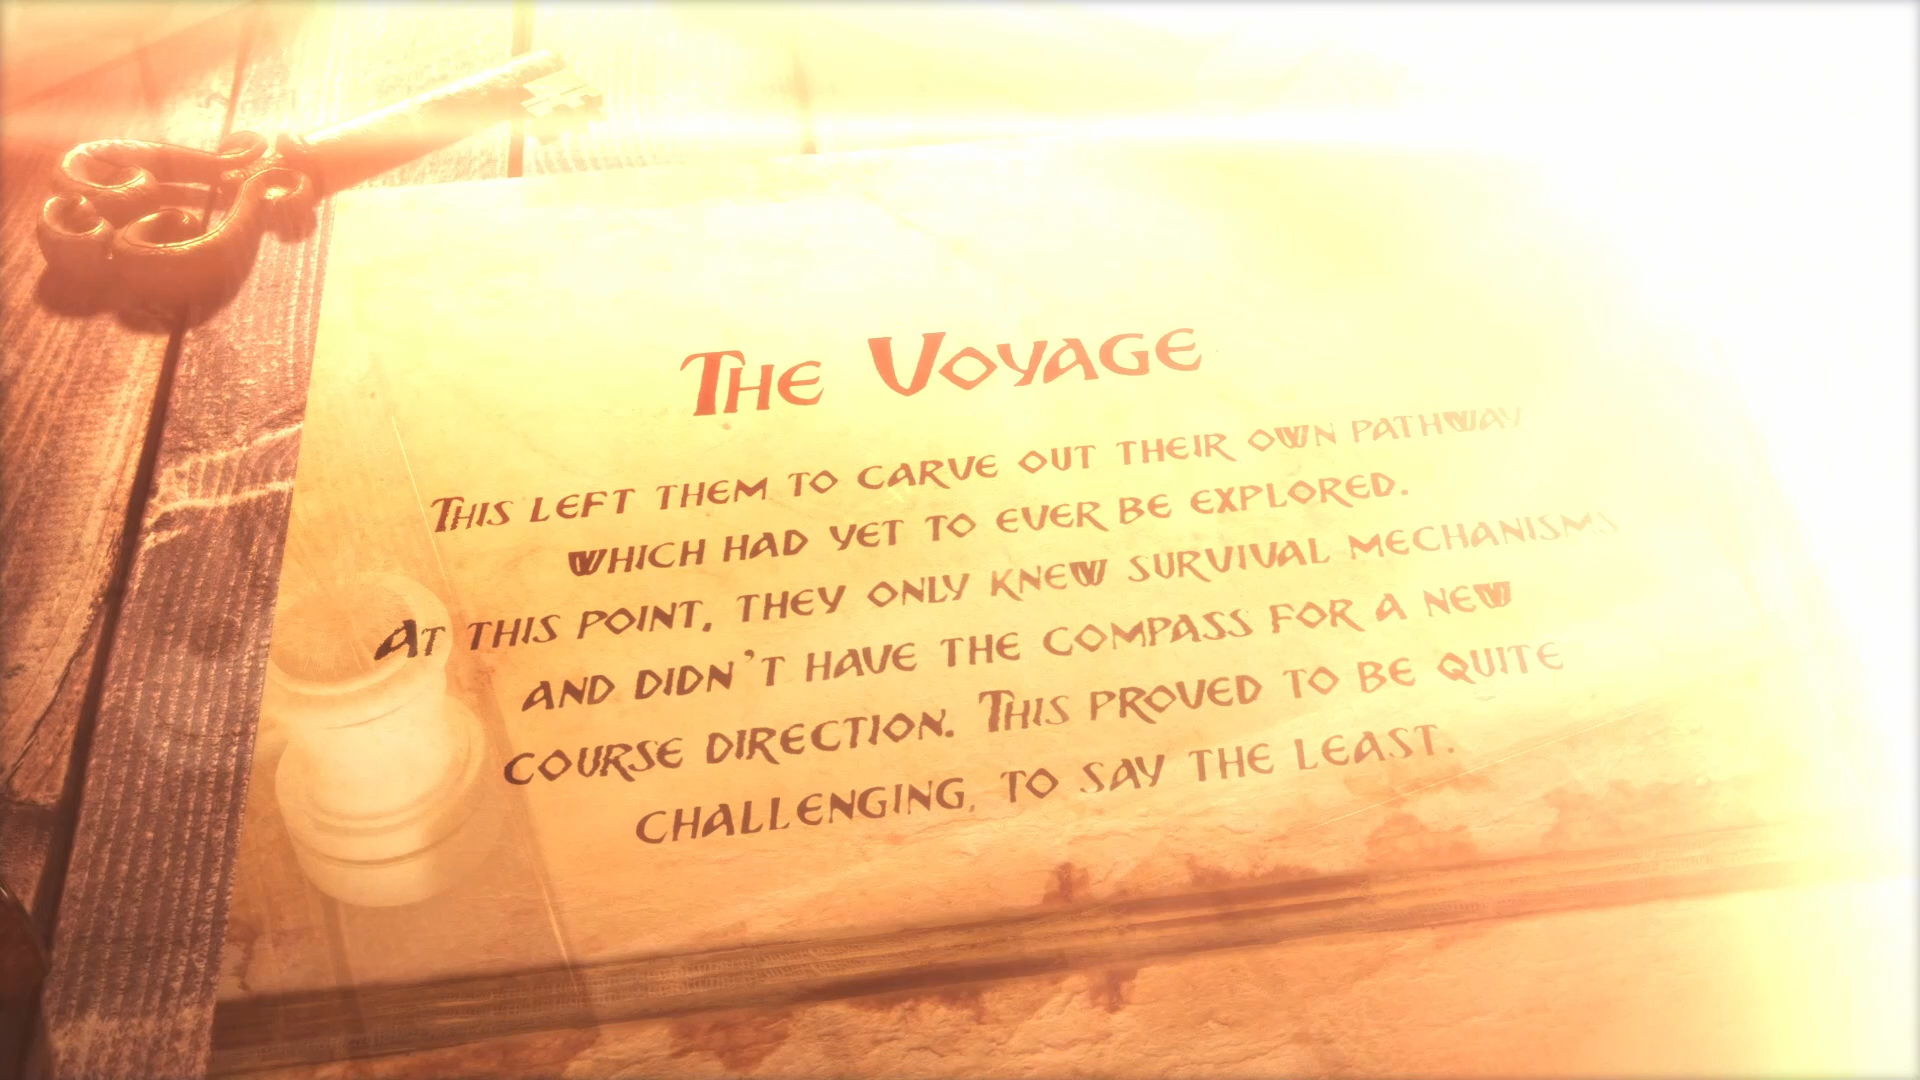 The Voyage
This left them to carve out their own pathway
which had yet to ever be explored.
At this point, they only knew survival mechanisms
and didn't have the compass for a new
course direction. This proved to be quite
challenging, to say the least.